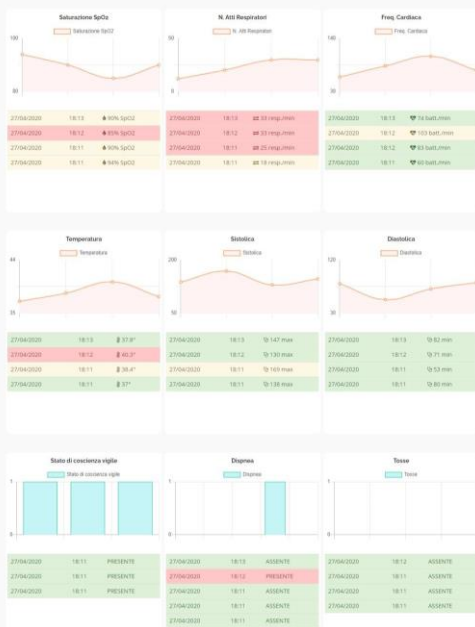 Saturazione SpO2
Saturazione SpO2
100
80
27/04/2020 18:13 90% SpO2
27/04/2020 18:12 85% SpO2
27/04/2020 18:11 90% SpO2
27/04/2020 18:11 94% SpO2
N. Atti Respiratori
N. Atti Respiratori
50
0
27/04/2020 18:13 33 resp./min
27/04/2020 18:12 33 resp./min
27/04/2020 18:11 25 resp./min
27/04/2020 18:11 18 resp./min
Freq. Cardiaca
Freq. Cardiaca
140
30
27/04/2020 18:13 74 batt./min
27/04/2020 18:12 103 batt./min
27/04/2020 18:12 83 batt./min
27/04/2020 18:11 60 batt./min
Temperatura
Temperatura
44
27/04/2020 18:13 37.8°
27/04/2020 18:12 40.3°
27/04/2020 18:11 38.4°
27/04/2020 18:11 37°
Sistolica
Sistolica
200
50
27/04/2020 18:13 147 max
27/04/2020 18:12 130 max
27/04/2020 18:11 169 max
27/04/2020 18:11 138 max
Diastolica
Diastolica
120
30
27/04/2020 18:13 82 min
27/04/2020 18:12 71 min
27/04/2020 18:11 53 min
27/04/2020 18:11 80 min
Stato di coscienza vigile
Stato di coscienza vigile
1
0
27/04/2020 18:11 PRESENTE
27/04/2020 18:11 PRESENTE
27/04/2020 18:11 PRESENTE
Dispnea
Dispnea
1
0
27/04/2020 18:13 ASSENTE
27/04/2020 18:12 PRESENTE
27/04/2020 18:11 ASSENTE
27/04/2020 18:11 ASSENTE
27/04/2020 18:11 ASSENTE
Tosse
Tosse
1
0
27/04/2020 18:12 ASSENTE
27/04/2020 18:11 ASSENTE
27/04/2020 18:11 ASSENTE
27/04/2020 18:11 ASSENTE